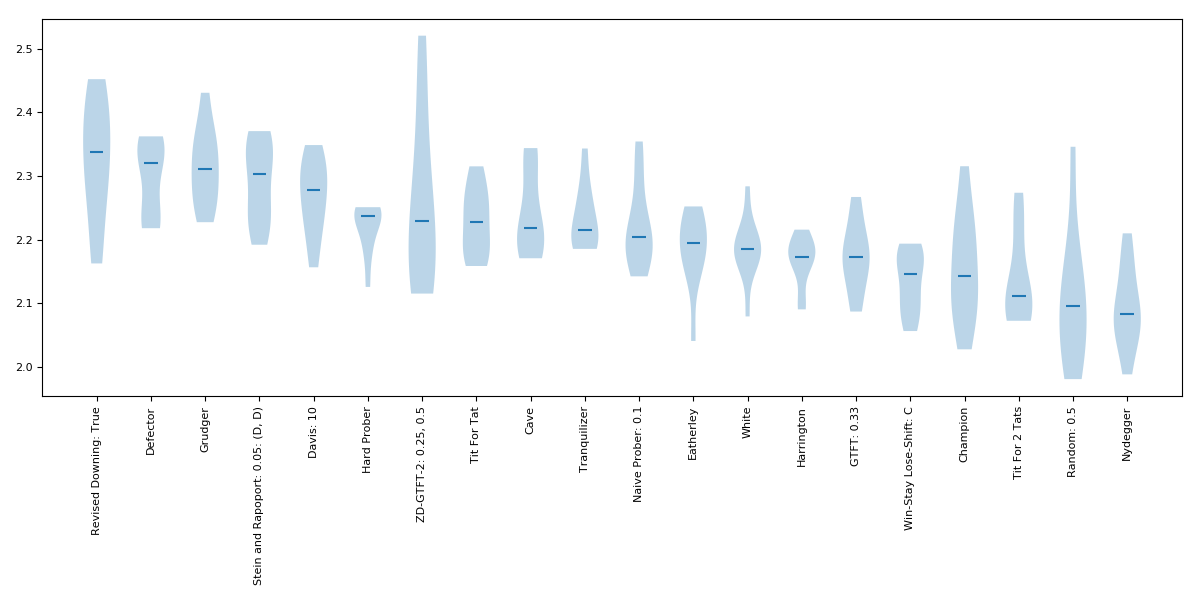 2.5
2.4
2.3
2.2
2.1
2.0
Revised Downing: True
Defector
Grudger
Stein and Rapoport: 0.05: (D, D)
Davis: 10
Hard Prober
ZD-GTFT-2: 0.25, 0.5
Tit For Tat
Cave
Tranquilizer
Naive Prober: 0.1
Eatherley
White
Harrington
GTFT: 0.33
Win-Stay Lose-Shift: C
Champion
Tit For 2 Tats
Random: 0.5
Nydegger